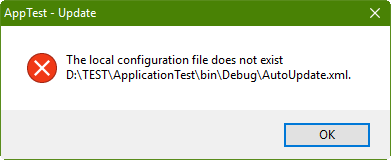 AppTest - Update
The local configuration file does not exist
D:\TEST\ApplicationTest\bin\Debug\AutoUpdate.xml.
OK